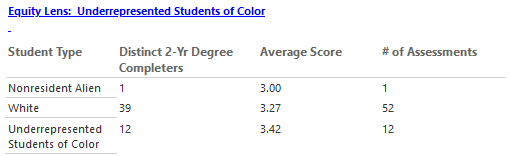 Equity Lens:  Underrepresented Students of Color
-
Student Type Distinct 2-Yr Degree Completers Average Score # of Assessments
Nonresident Alien 1 3.00 1
White 39 3.27 52
Underrepresented Students of Color 12 3.42 12